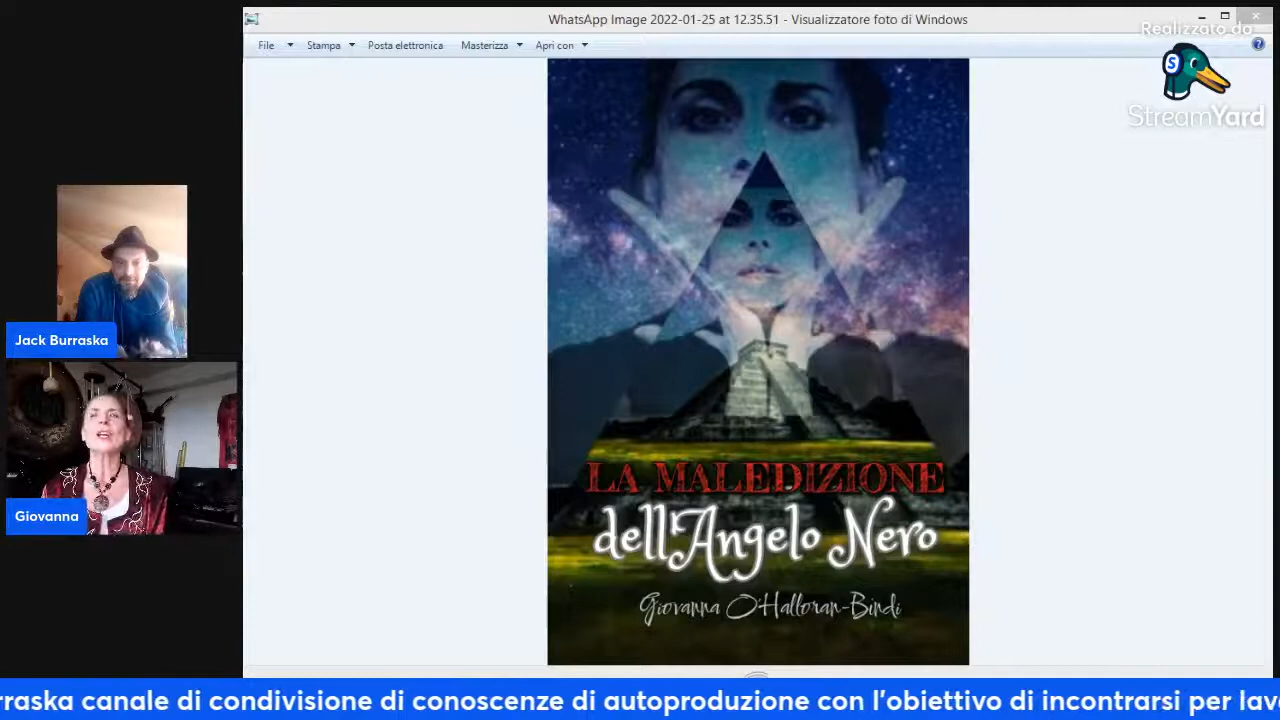 WhatsApp Image 2022-01-25 at 12.35.51 - Visualizzatore foto di Windows
File Stampa Posta elettronica Masterizza Apri con
Realizzato da
S
StreamYard
Jack Burraska
Giovanna
LA MALEDIZIONE
dell'Angelo Nero
Giovanna O'Halloran-Bindi
rraska canale di condivisione di conoscenze di autoproduzione con l'obiettivo di incontrarsi per lav